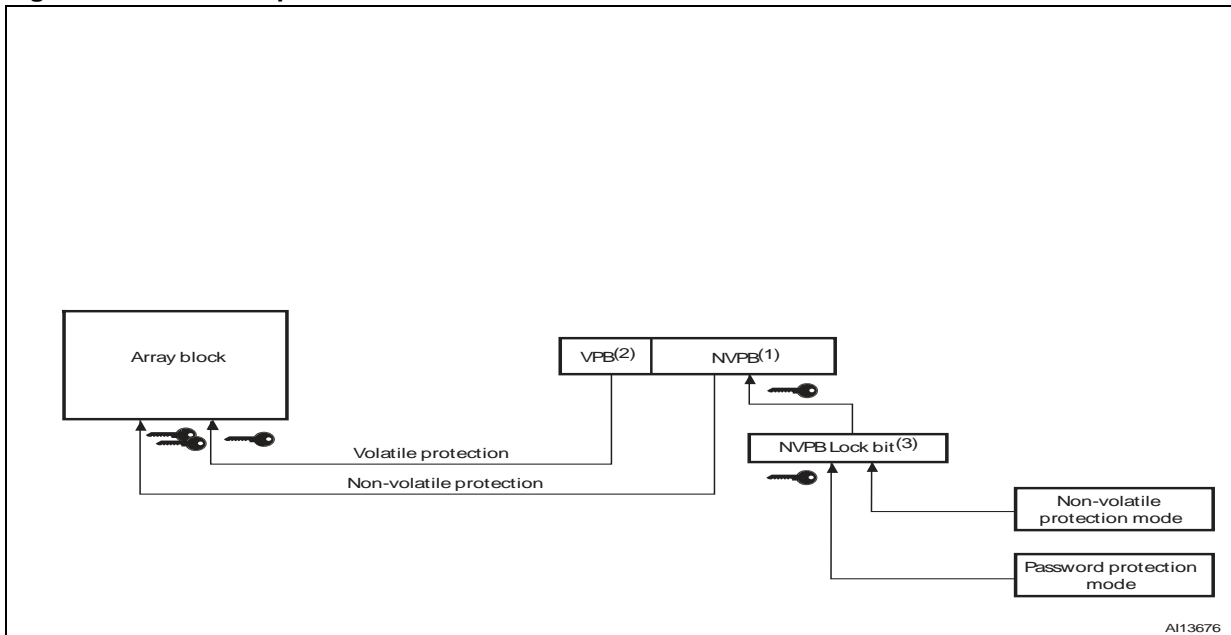 Array block
VPB(2)
NVPB(1)
NVPB Lock bit(3)
Volatile protection
Non-volatile protection
Non-volatile
protection mode
Password protection
mode
AI13676